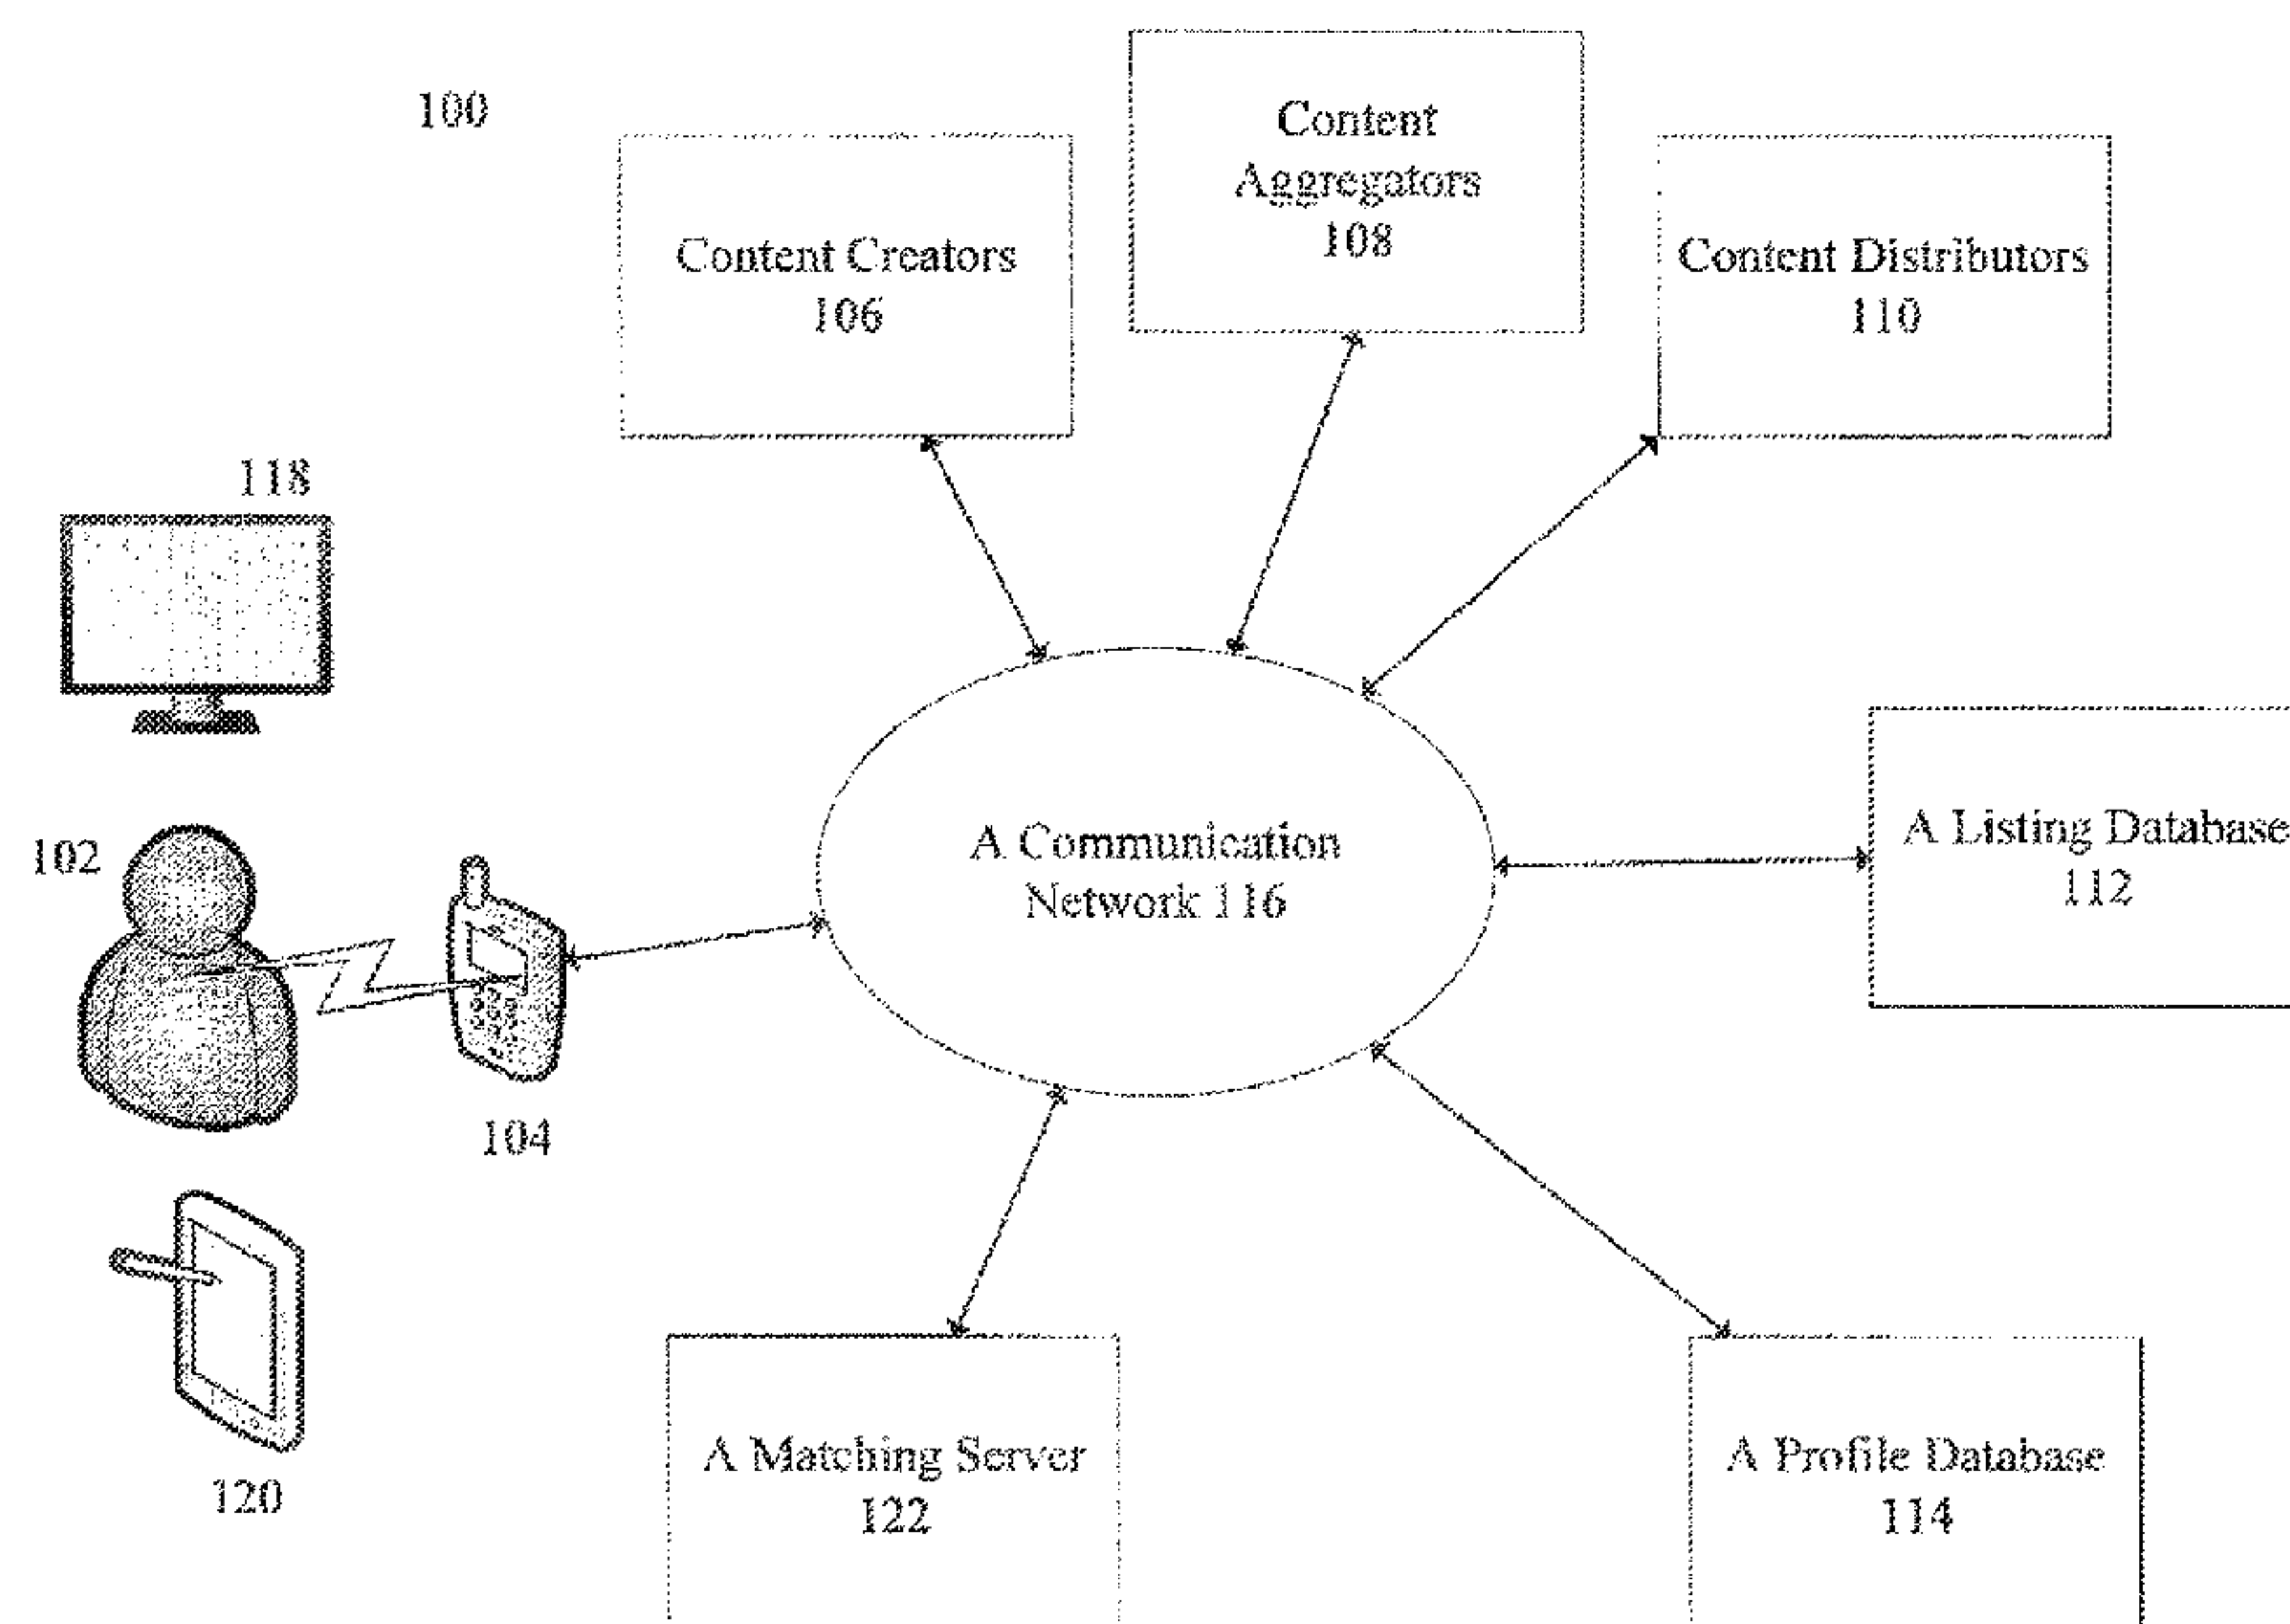 100
Content
Aggregators
108
Content Creators
106
Content Distributors
110
118
A Listing Database
112
A Communication
Network 116
102
104
120
A Matching Server
122
A Profile Database
114